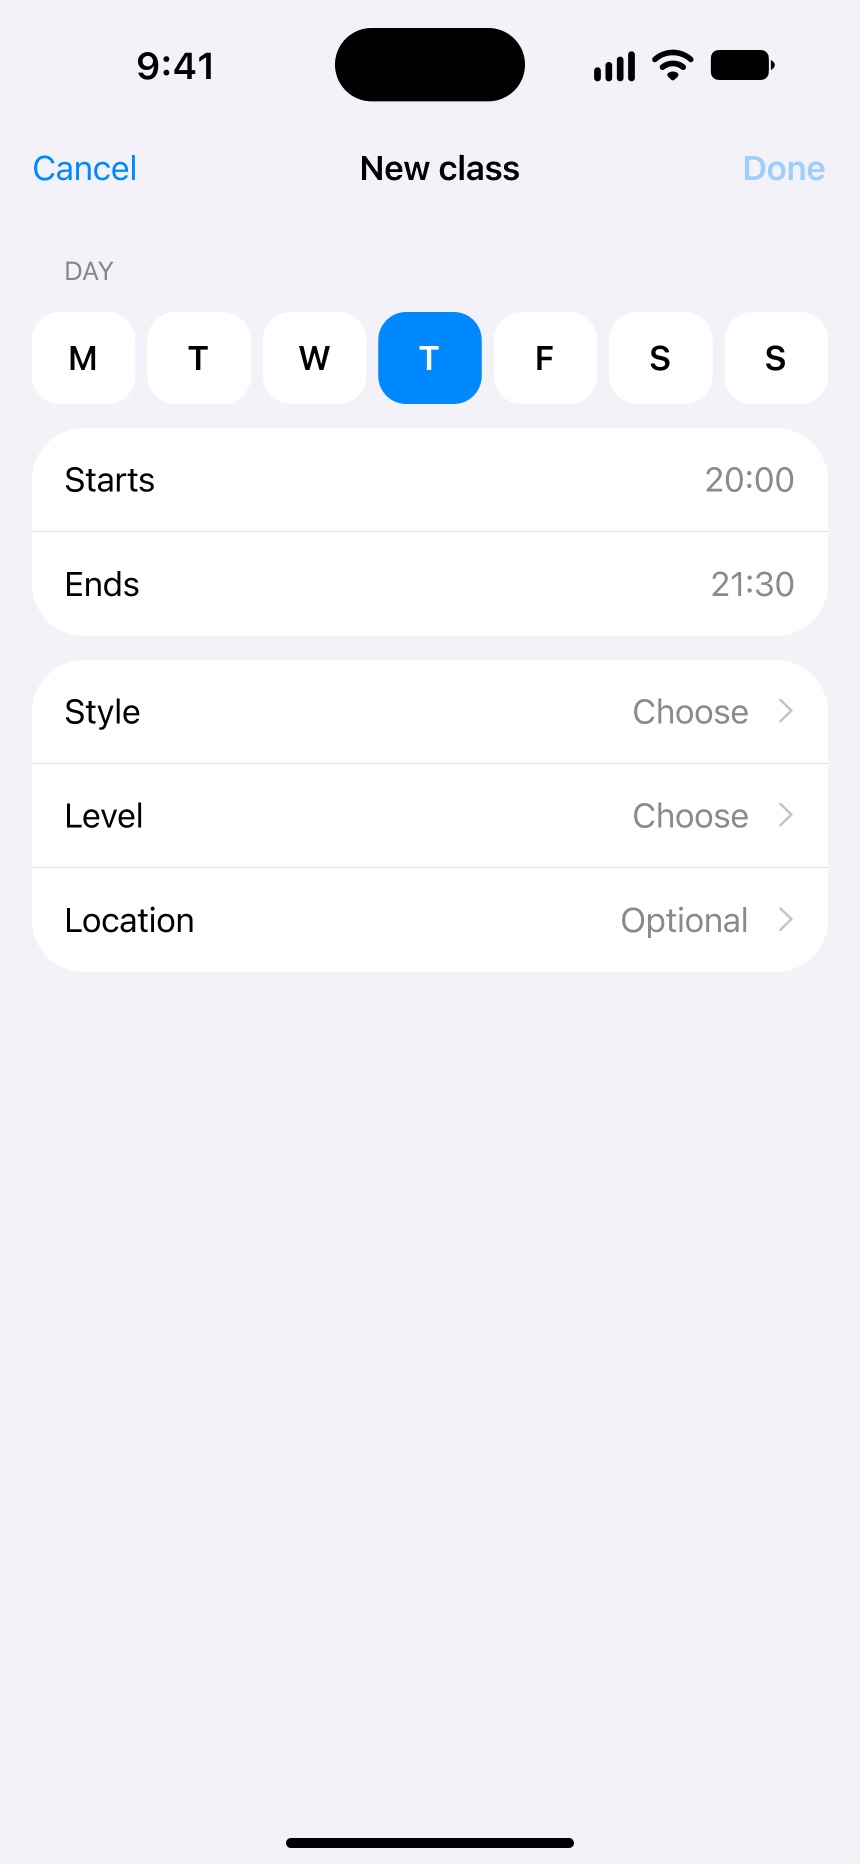 9:41
Cancel New class Done
DAY
M T W T F S S
Starts 20:00
Ends 21:30
Style Choose
Level Choose
Location Optional